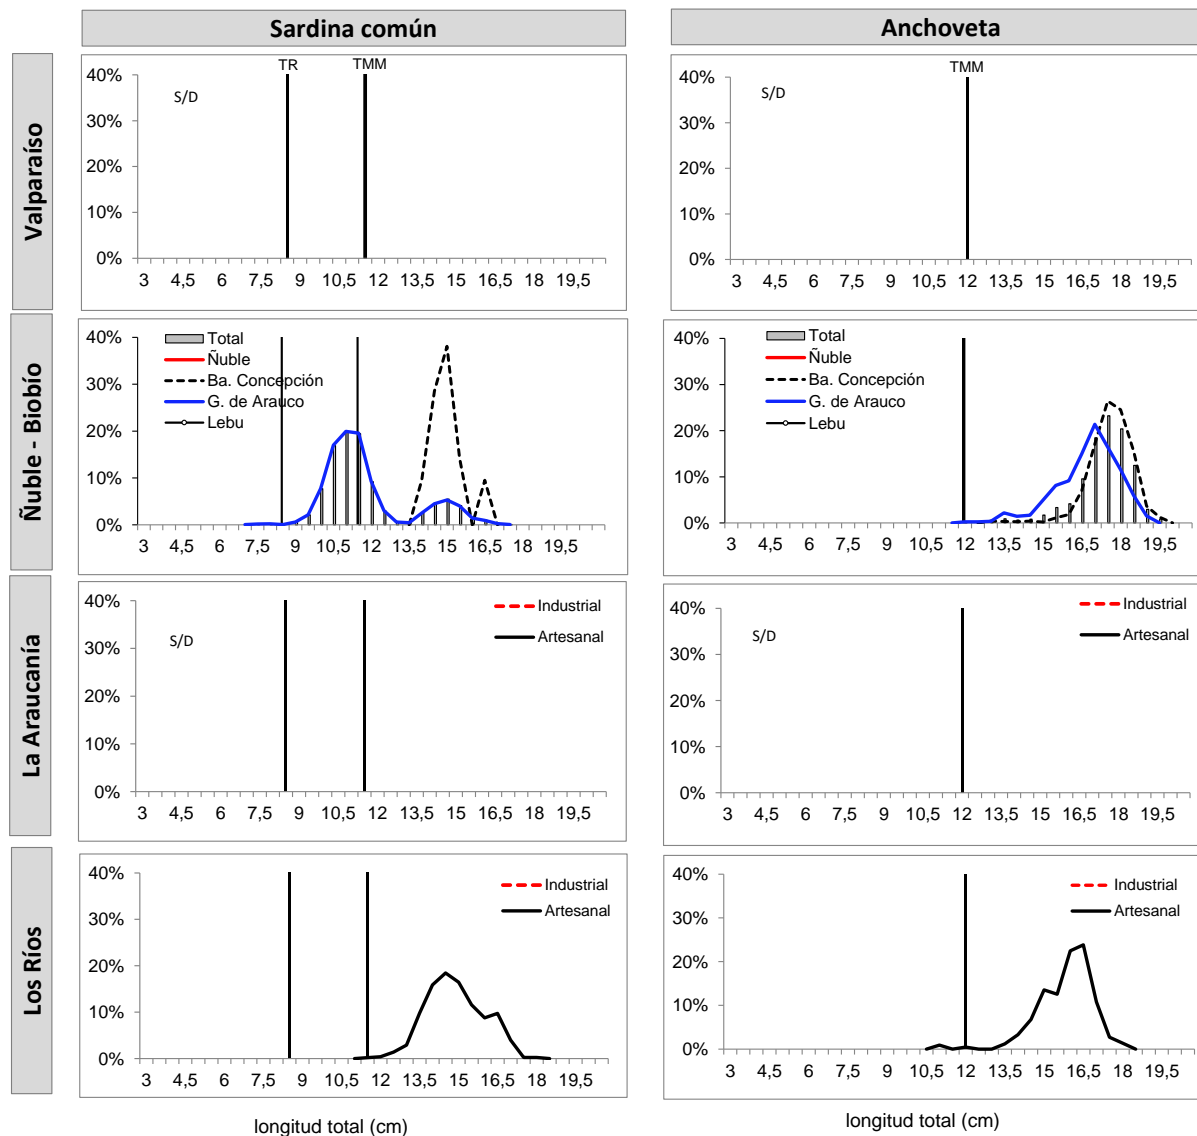 Sardina común
Anchoveta
Valparaíso
TR
TMM
S/D
40%
30%
20%
10%
0%
3 4,5 6 7,5 9 10,5 12 13,5 15 16,5 18 19,5
TMM
S/D
40%
30%
20%
10%
0%
3 4,5 6 7,5 9 10,5 12 13,5 15 16,5 18 19,5
Ñuble - Biobío
Total
Ñuble
Ba. Concepción
G. de Arauco
Lebu
40%
30%
20%
10%
0%
3 4,5 6 7,5 9 10,5 12 13,5 15 16,5 18 19,5
Total
Ñuble
Ba. Concepción
G. de Arauco
Lebu
40%
30%
20%
10%
0%
3 4,5 6 7,5 9 10,5 12 13,5 15 16,5 18 19,5
La Araucanía
Industrial
Artesanal
S/D
40%
30%
20%
10%
0%
3 4,5 6 7,5 9 10,5 12 13,5 15 16,5 18 19,5
Industrial
Artesanal
S/D
40%
30%
20%
10%
0%
3 4,5 6 7,5 9 10,5 12 13,5 15 16,5 18 19,5
Los Ríos
Industrial
Artesanal
40%
30%
20%
10%
0%
3 4,5 6 7,5 9 10,5 12 13,5 15 16,5 18 19,5
longitud total (cm)
Industrial
Artesanal
40%
30%
20%
10%
0%
3 4,5 6 7,5 9 10,5 12 13,5 15 16,5 18 19,5
longitud total (cm)